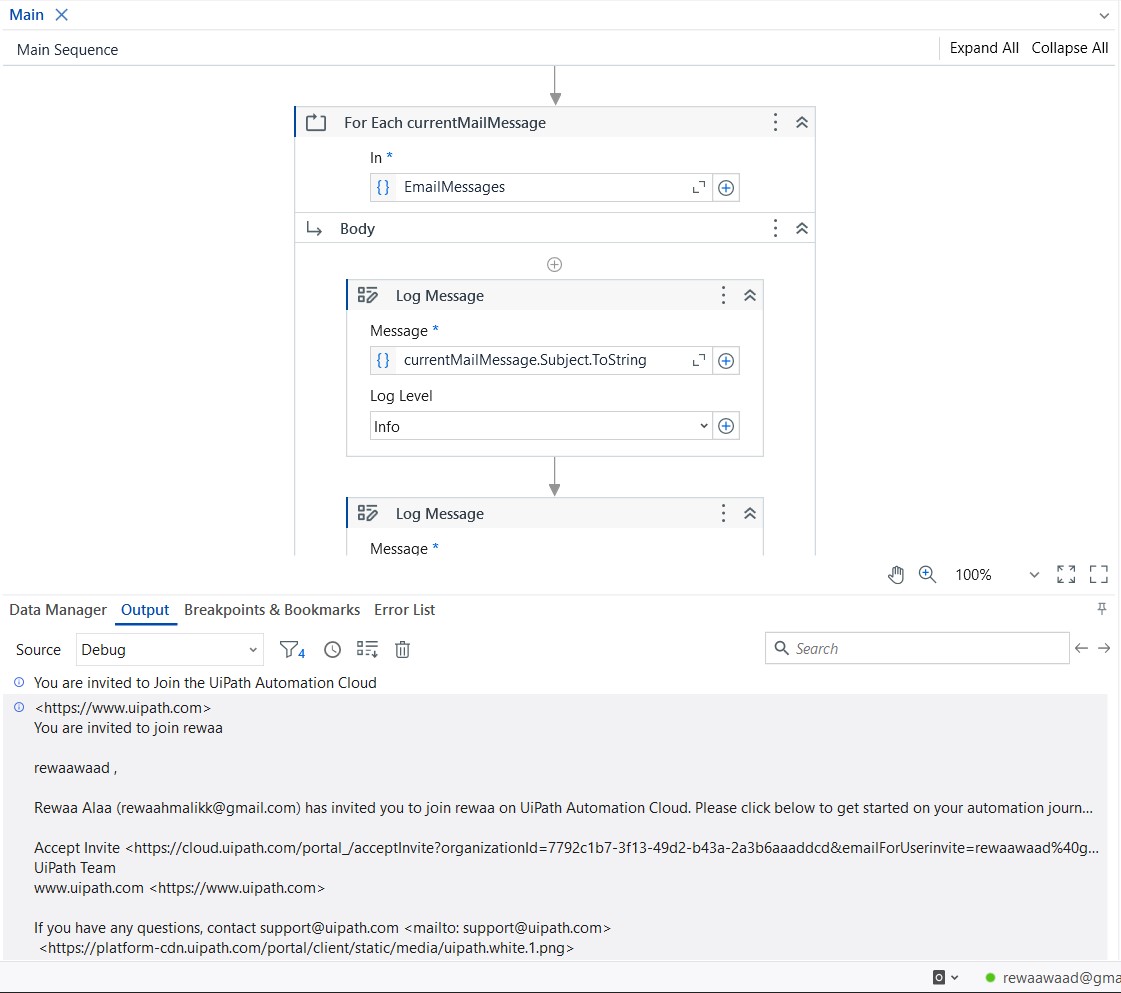 Main
Main Sequence
Expand All Collapse All
For Each currentMailMessage
In *
{} EmailMessages
Body
Log Message
Message *
{} currentMailMessage.Subject.ToString
Log Level
Info
Log Message
Message *
100%
Data Manager Output Breakpoints & Bookmarks Error List
Source Debug 4 Search
You are invited to Join the UiPath Automation Cloud
<https://www.uipath.com>
You are invited to join rewaa
rewaawaad ,
Rewaa Alaa (rewaahmalikk@gmail.com) has invited you to join rewaa on UiPath Automation Cloud. Please click below to get started on your automation journ...
Accept Invite <https://cloud.uipath.com/portal_/acceptInvite?organizationId=7792c1b7-3f13-49d2-b43a-2a3b6aaaddcd&emailForUserinvite=rewaawaad%40g...
UiPath Team
www.uipath.com <https://www.uipath.com>
If you have any questions, contact support@uipath.com <mailto: support@uipath.com>
<https://platform-cdn.uipath.com/portal/client/static/media/uipath.white.1.png>
rewaawaad@gma